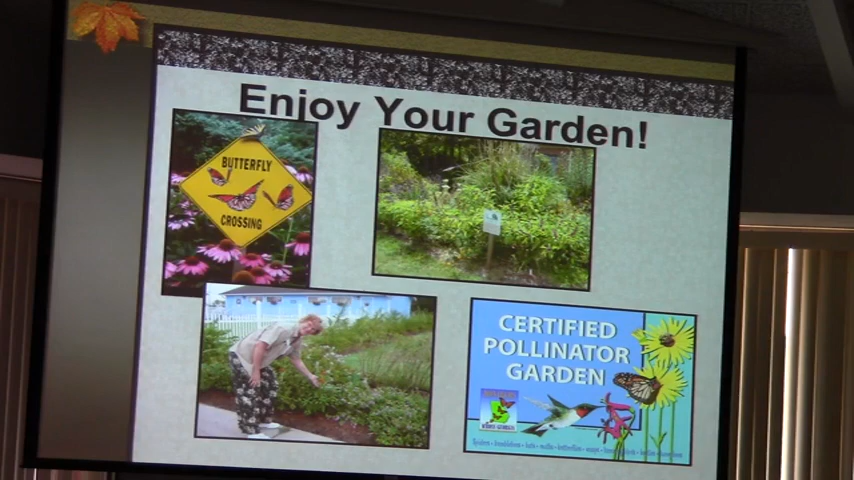 Enjoy Your Garden!
BUTTERFLY
CROSSING
CERTIFIED
POLLINATOR
GARDEN